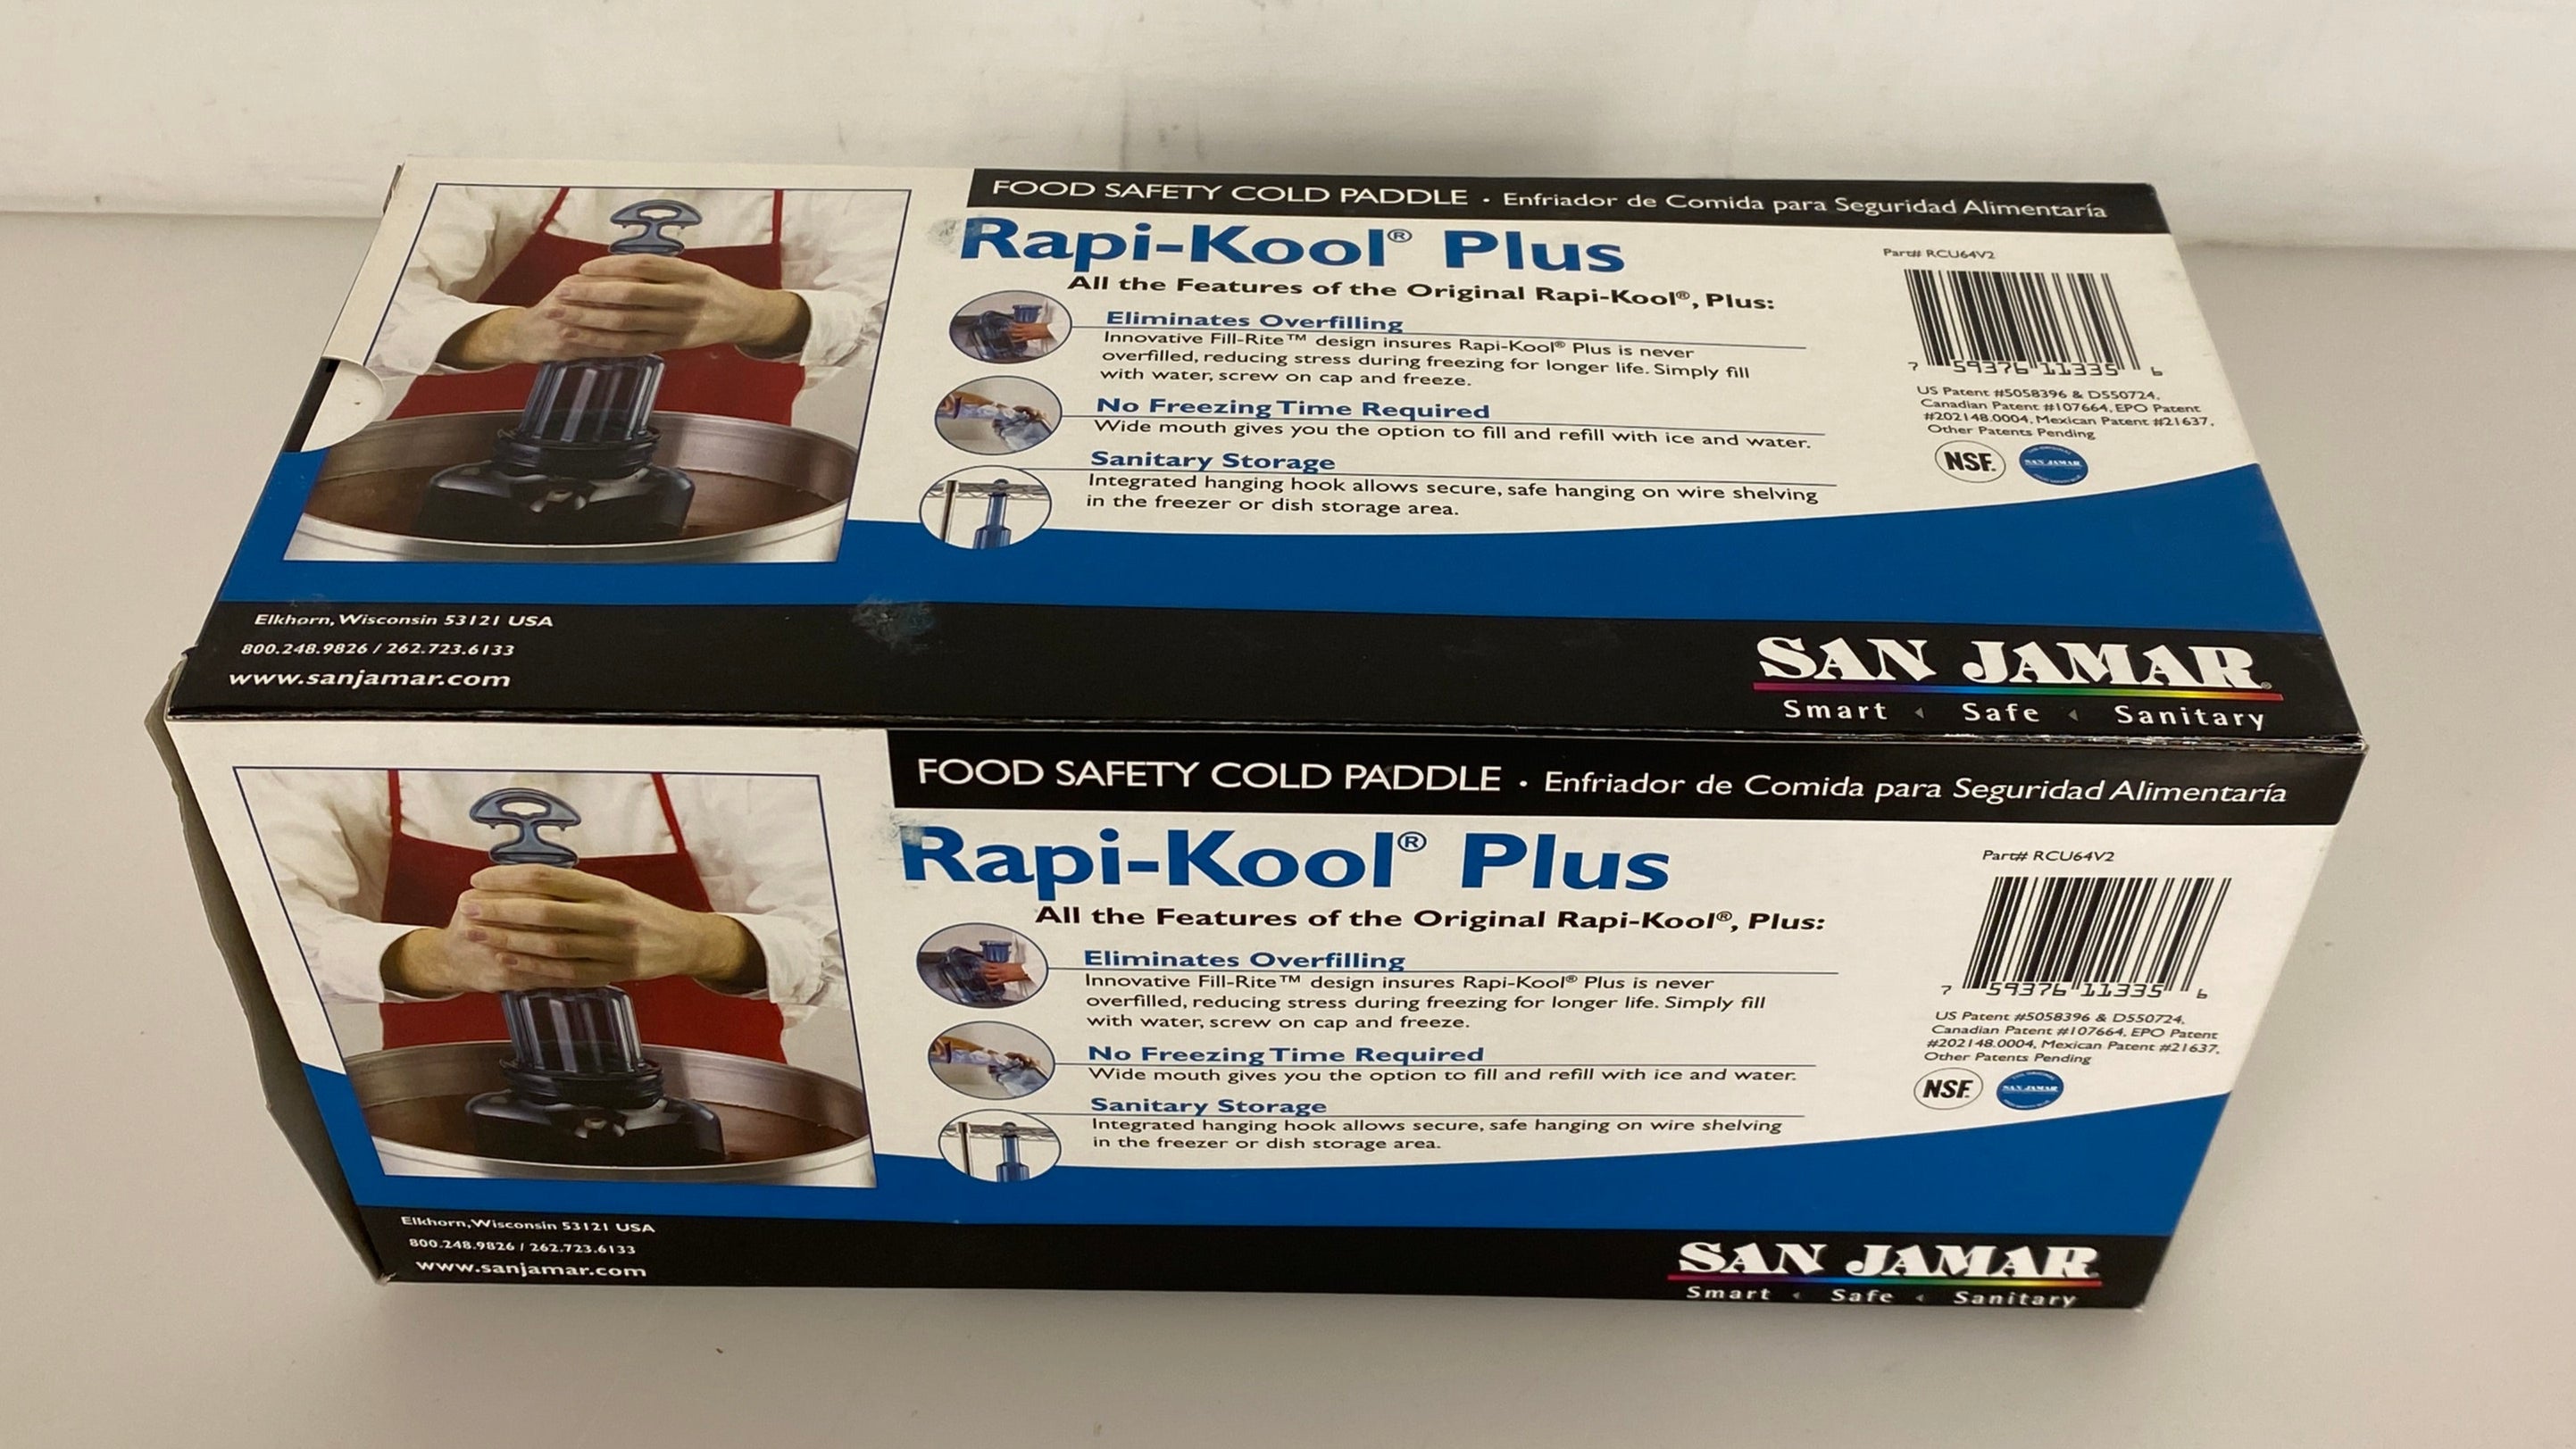 FOOD SAFETY COLD PADDLE • Enfriador de Comida para Seguridad Alimentaría
Rapi-Kool® Plus
All the Features of the Original Rapi-Kool®, Plus:
Eliminates Overfilling
Innovative Fill-Rite™ design insures Rapi-Kool® Plus is never
overfilled, reducing stress during freezing for longer life. Simply fill
with water, screw on cap and freeze.
No Freezing Time Required
Wide mouth gives you the option to fill and refill with ice and water.
Sanitary Storage
Integrated hanging hook allows secure, safe hanging on wire shelving
in the freezer or dish storage area.
Part# RCU64V2
7 59376 11335 6
US Patent #5058396 & D550724,
Canadian Patent #107664, EPO Patent
#202148.0004, Mexican Patent #21637,
Other Patents Pending
NSF.
SAN JAMAR
Elkhorn, Wisconsin 53121 USA
800.248.9826 / 262.723.6133
www.sanjamar.com
SAN JAMAR®
Smart Safe Sanitary
FOOD SAFETY COLD PADDLE • Enfriador de Comida para Seguridad Alimentaría
Rapi-Kool® Plus
All the Features of the Original Rapi-Kool®, Plus:
Eliminates Overfilling
Innovative Fill-Rite™ design insures Rapi-Kool® Plus is never
overfilled, reducing stress during freezing for longer life. Simply fill
with water, screw on cap and freeze.
No Freezing Time Required
Wide mouth gives you the option to fill and refill with ice and water.
Sanitary Storage
Integrated hanging hook allows secure, safe hanging on wire shelving
in the freezer or dish storage area.
Part# RCU64V2
7 59376 11335 6
US Patent #5058396 & D550724,
Canadian Patent #107664, EPO Patent
#202148.0004, Mexican Patent #21637,
Other Patents Pending
NSF.
SAN JAMAR
Elkhorn, Wisconsin 53121 USA
800.248.9826 / 262.723.6133
www.sanjamar.com
SAN JAMAR
Smart Safe Sanitary